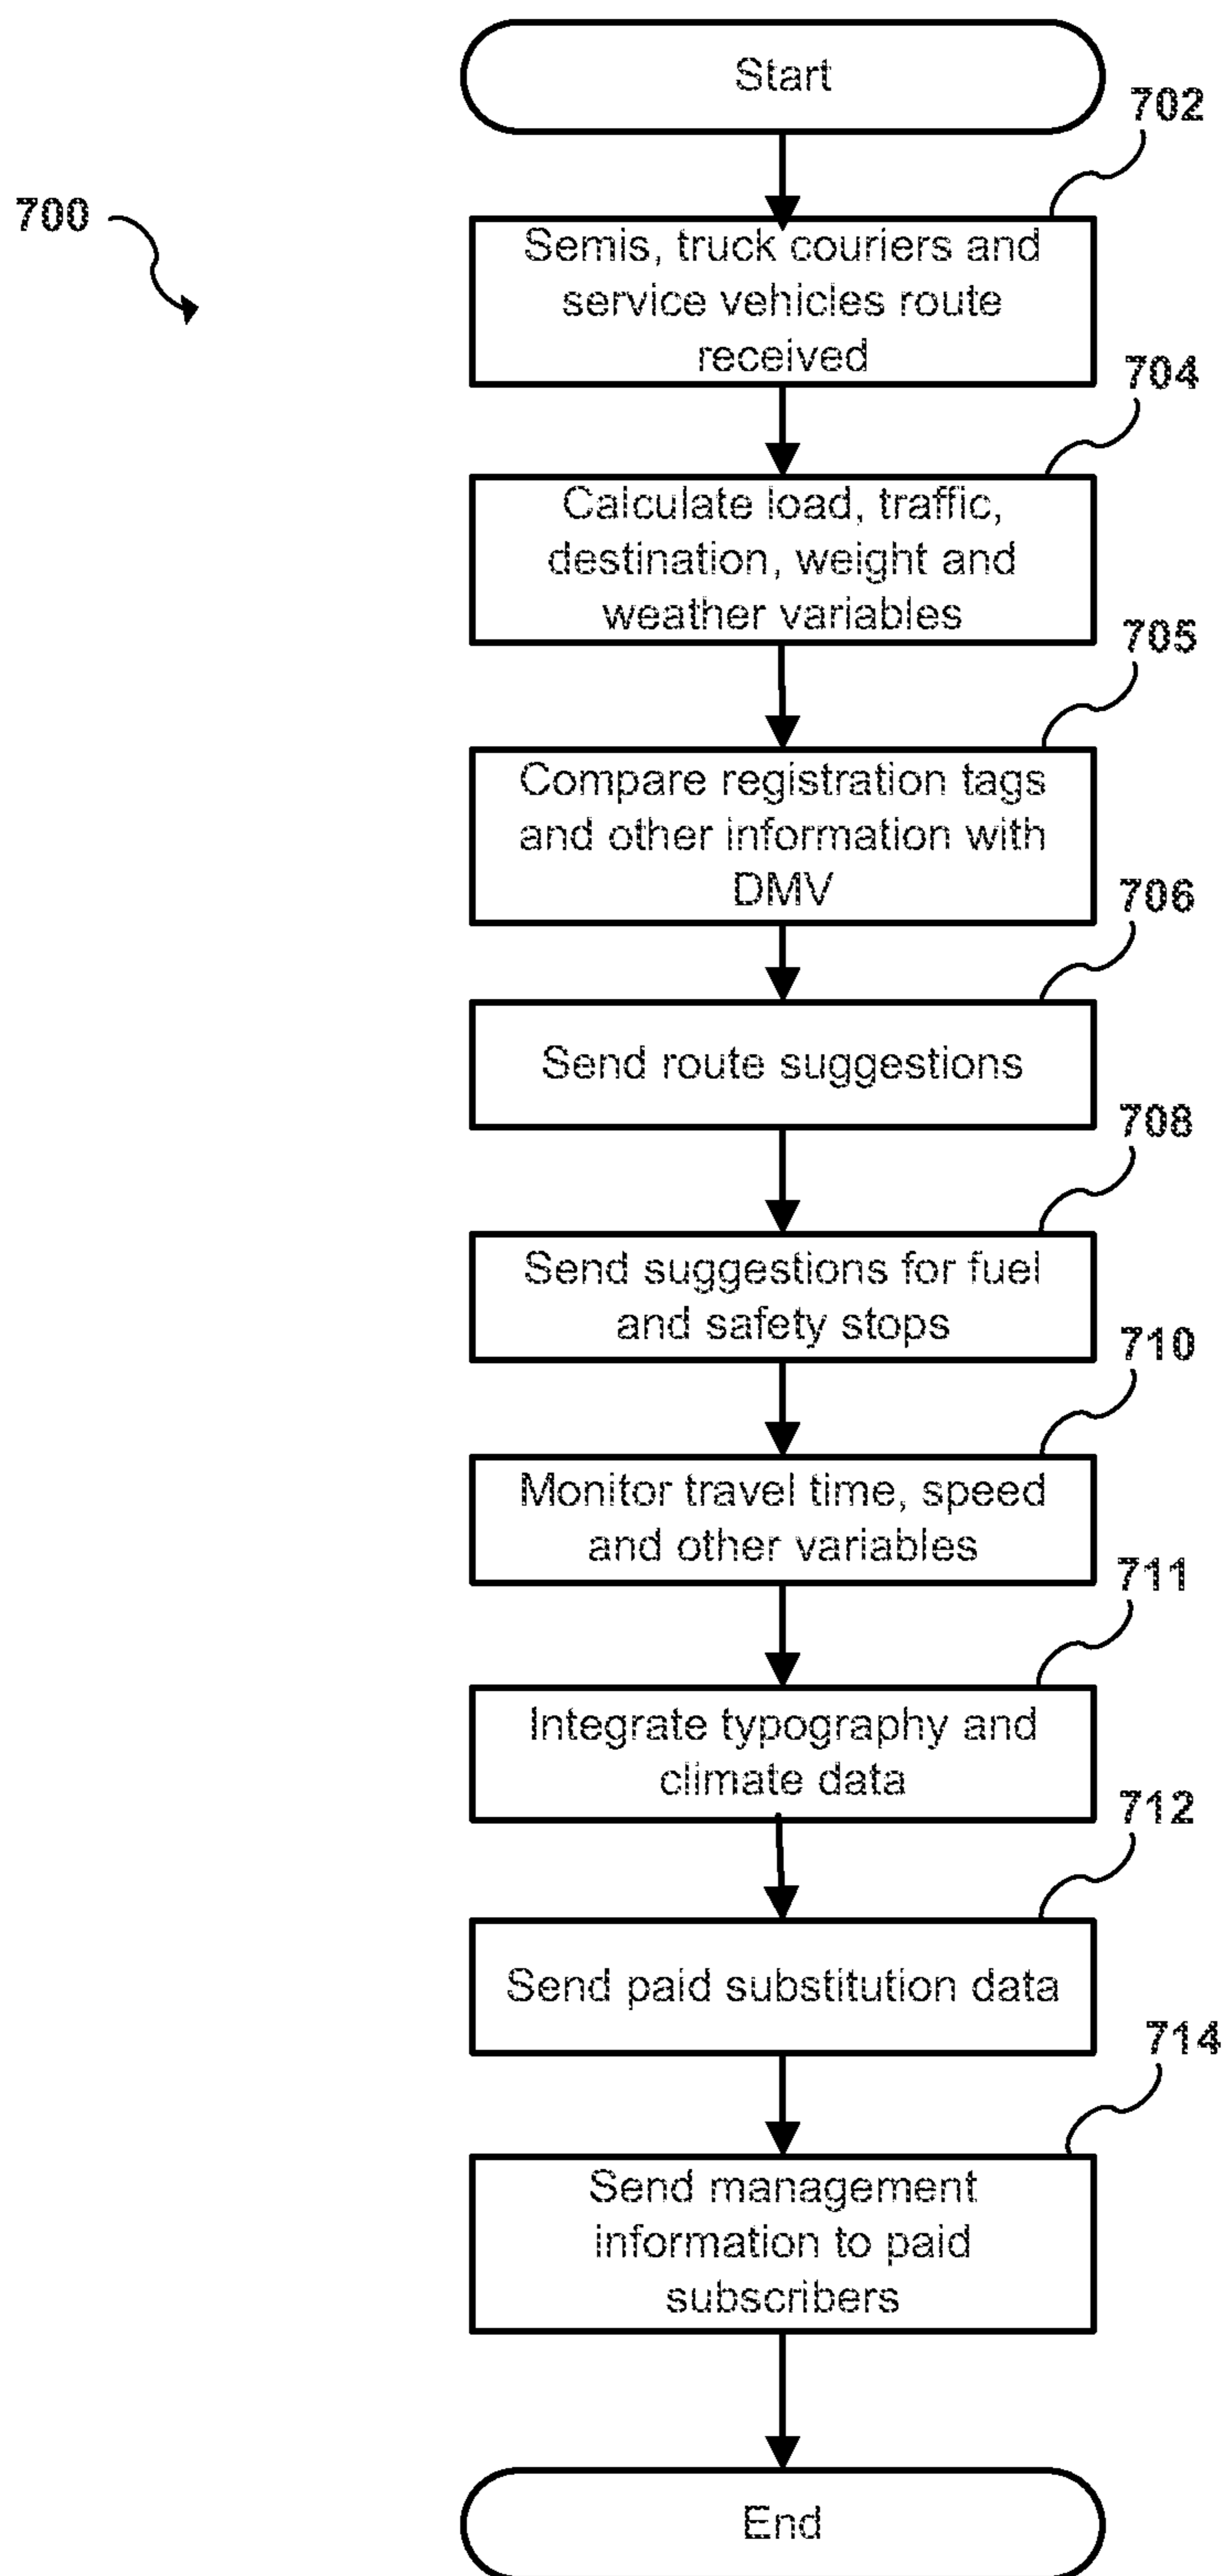 Start
702
700
Semis, truck couriers and
service vehicles route
received
704
Calculate load, traffic,
destination, weight and
weather variables
705
Compare registration tags
and other information with
DMV
706
Send route suggestions
708
Send suggestions for fuel
and safety stops
710
Monitor travel time, speed
and other variables
711
Integrate typography and
climate data
712
Send paid substitution data
714
Send management
information to paid
subscribers
End